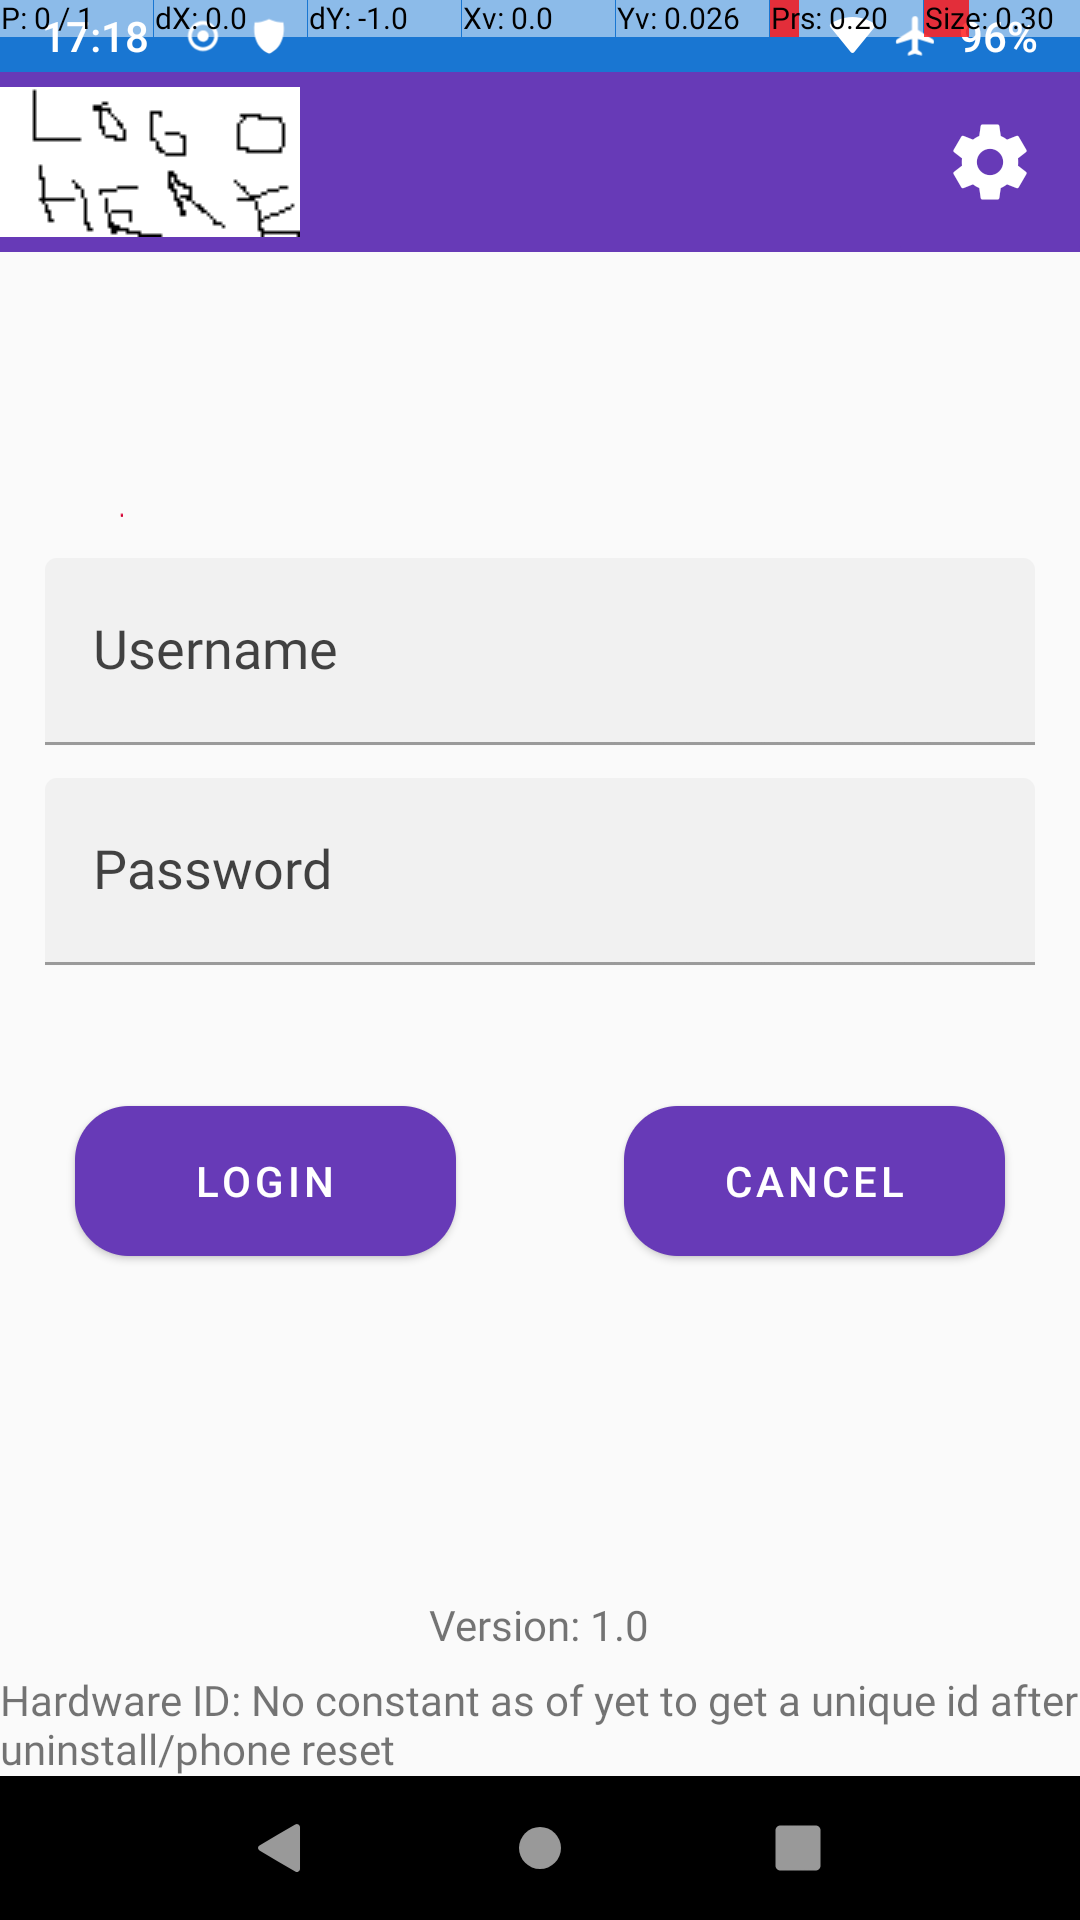 P: 0 / 1 dX: 0.0 dY: -1.0 Xv: 0.0 Yv: 0.026 Prs: 0.20 Size: 0.30
17:18 96%
LOGO
HERE
Username
Password
LOGIN CANCEL
Version: 1.0
Hardware ID: No constant as of yet to get a unique id after
uninstall/phone reset